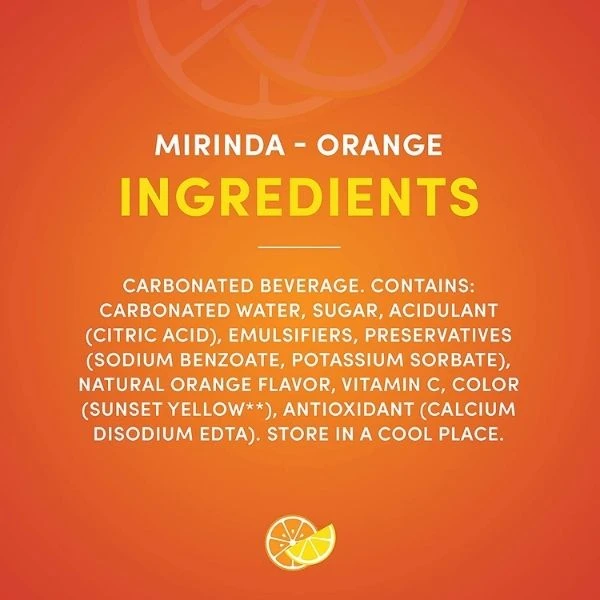 MIRINDA - ORANGE
INGREDIENTS
CARBONATED BEVERAGE. CONTAINS:
CARBONATED WATER, SUGAR, ACIDULANT
(CITRIC ACID), EMULSIFIERS, PRESERVATIVES
(SODIUM BENZOATE, POTASSIUM SORBATE),
NATURAL ORANGE FLAVOR, VITAMIN C, COLOR
(SUNSET YELLOW**), ANTIOXIDANT (CALCIUM
DISODIUM EDTA). STORE IN A COOL PLACE.